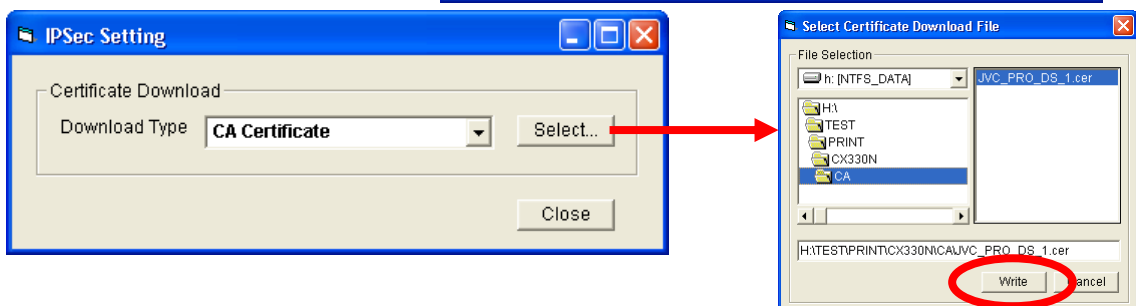 IPSec Setting
Certificate Download
Download Type CA Certificate Select...
Close
Select Certificate Download File
File Selection
h: [NTFS_DATA]
JVC_PRO_DS_1.cer
H:\
TEST
PRINT
CX330N
CA
H:\TEST\PRINT\CX330N\CA\JVC_PRO_DS_1.cer
Write Cancel